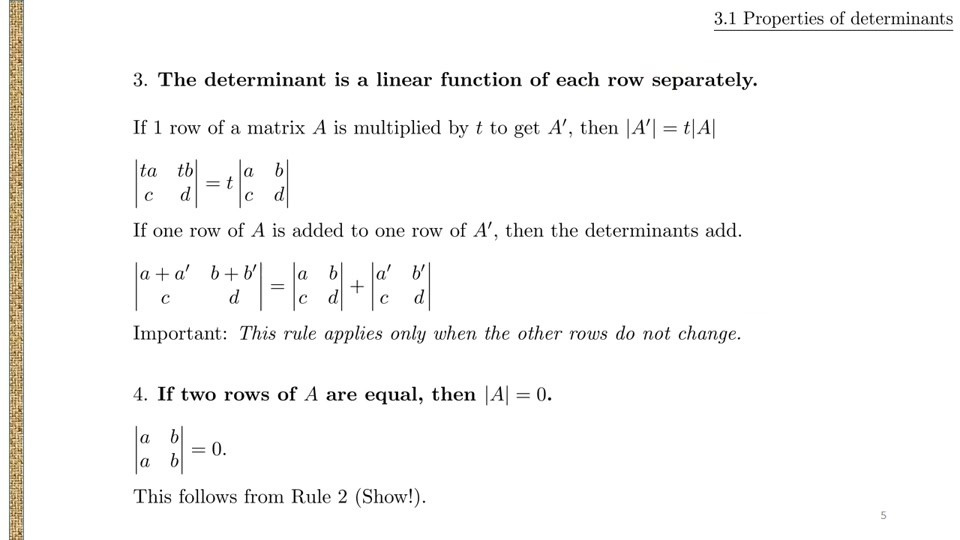 3.1 Properties of determinants
3. The determinant is a linear function of each row separately.
If 1 row of a matrix A is multiplied by t to get A′, then |A′| = t|A|
|ta tb| = t |a b|
|c d| |c d|
If one row of A is added to one row of A′, then the determinants add.
|a + a′ b + b′| = |a b| + |a′ b′|
|c d| |c d| |c d|
Important: This rule applies only when the other rows do not change.
4. If two rows of A are equal, then |A| = 0.
|a b| = 0.
|a b|
This follows from Rule 2 (Show!).
5